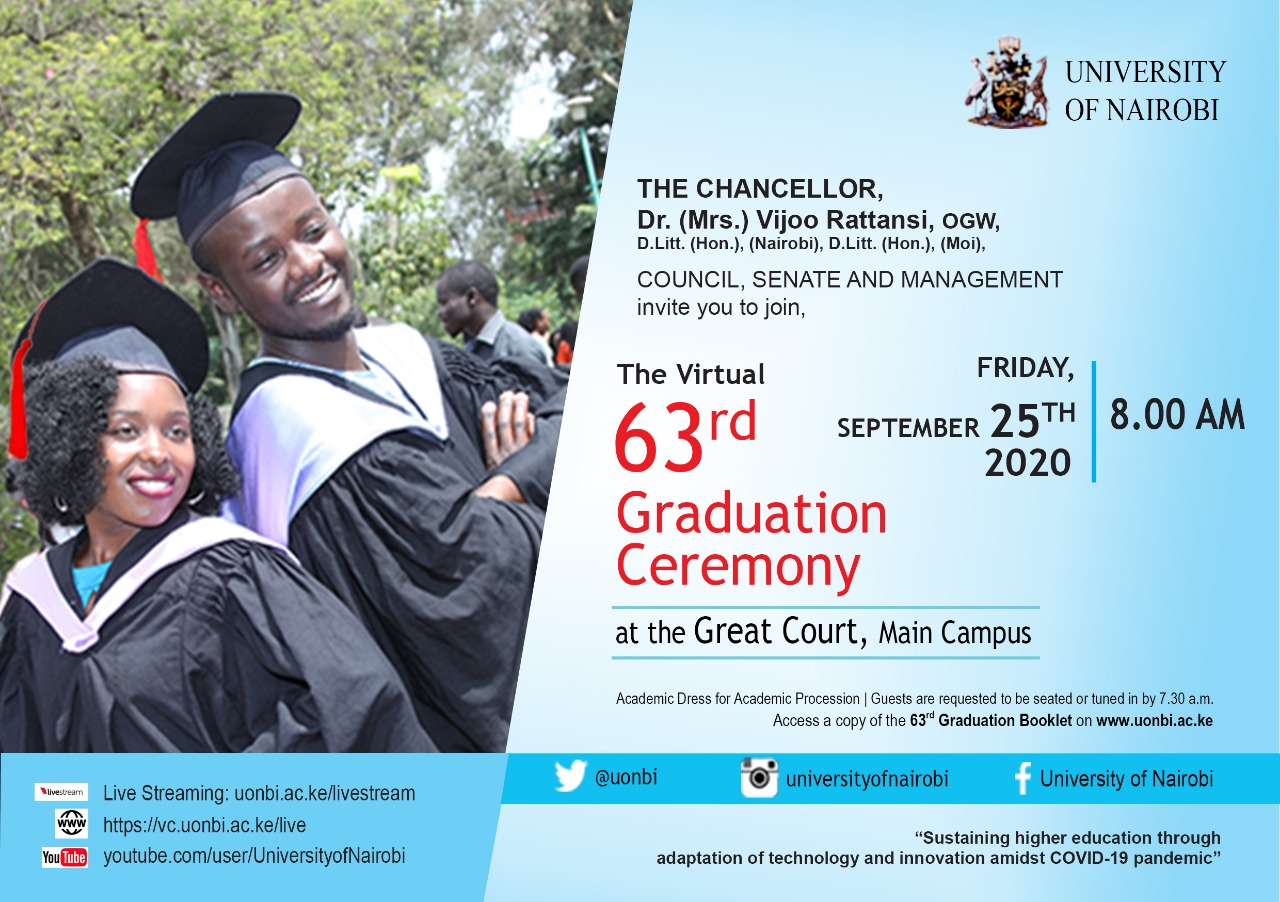 UNIVERSITY
OF NAIROBI
THE CHANCELLOR,
Dr. (Mrs.) Vijoo Rattansi, OGW,
D.Litt. (Hon.), (Nairobi), D.Litt. (Hon.), (Moi),
COUNCIL, SENATE AND MANAGEMENT
invite you to join,
The Virtual
63rd
Graduation
Ceremony
FRIDAY,
SEPTEMBER 25TH
2020
8.00 AM
at the Great Court, Main Campus
Academic Dress for Academic Procession | Guests are requested to be seated or tuned in by 7.30 a.m.
Access a copy of the 63rd Graduation Booklet on www.uonbi.ac.ke
@uonbi
universityofnairobi
University of Nairobi
livestream
Live Streaming: uonbi.ac.ke/livestream
www
https://vc.uonbi.ac.ke/live
YouTube
youtube.com/user/UniversityofNairobi
“Sustaining higher education through
adaptation of technology and innovation amidst COVID-19 pandemic”